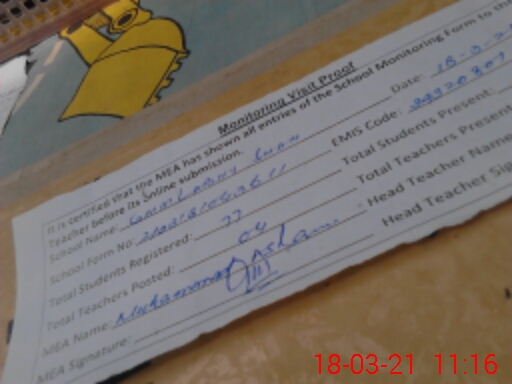 Monitoring Visit Proof
It is certified that the MEA has shown all entries of the School Monitoring Form to the
Teacher before its online submission.
Date: 18-3-2
School Name:
EMIS Code:
School Form No:
Total Students Present:
Total Students Registered: 77
Total Teachers Present
Total Teachers Posted: 04
Head Teacher Name
MEA Name: Muhammad Aslam
Head Teacher Sig
MEA Signature:
18-03-21 11:16